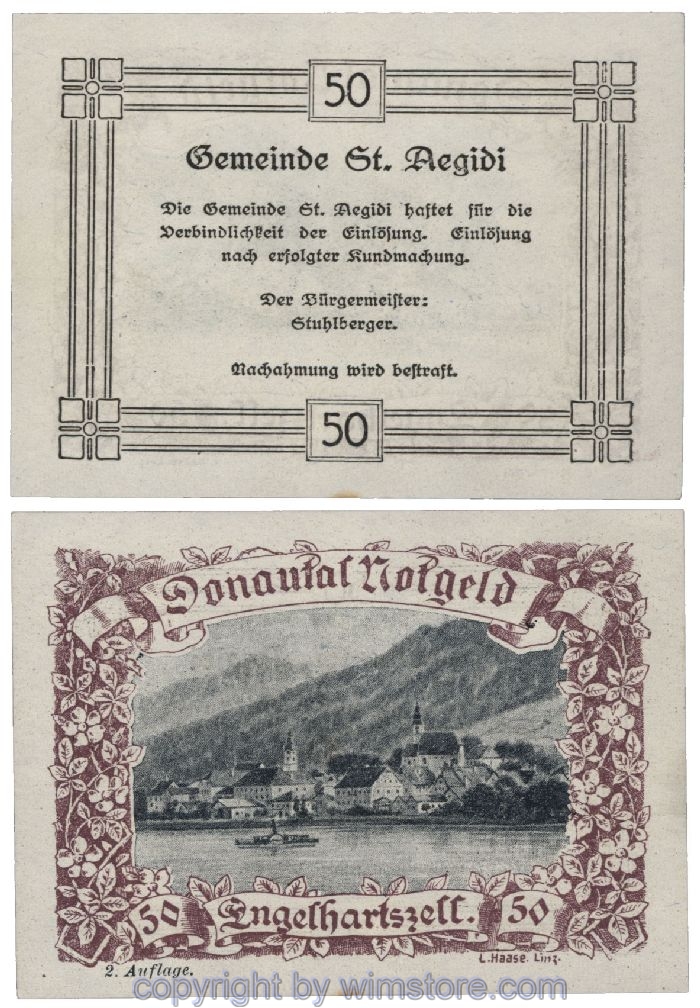 50
Gemeinde St. Aegidi
Die Gemeinde St. Aegidi haftet für die
Verbindlichkeit der Einlösung. Einlösung
nach erfolgter Kundmachung.
Der Bürgermeister:
Stuhlberger.
Nachahmung wird bestraft.
50
Donautal Notgeld
50 Engelhartszell. 50
L. Haase. Linz.
2. Auflage.
copyright by wimstore.com